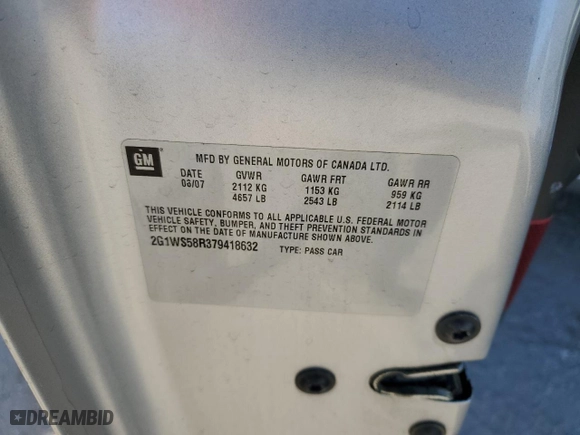 GM
MFD BY GENERAL MOTORS OF CANADA LTD.
DATE GVWR GAWR FRT GAWR RR
03/07 2112 KG 1153 KG 959 KG
4657 LB 2543 LB 2114 LB
THIS VEHICLE CONFORMS TO ALL APPLICABLE U.S. FEDERAL MOTOR
VEHICLE SAFETY, BUMPER, AND THEFT PREVENTION STANDARDS IN
EFFECT ON THE DATE OF MANUFACTURE SHOWN ABOVE.
2G1WS58R379418632 TYPE: PASS CAR
DREAMBID